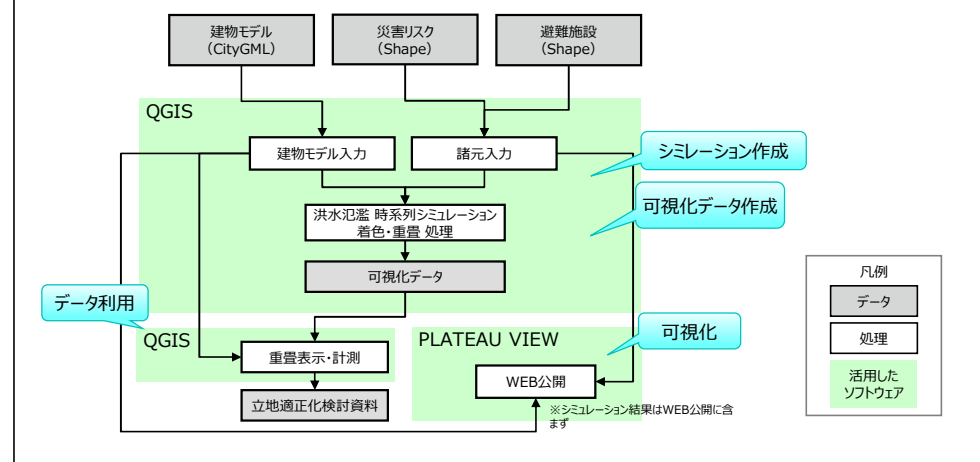 建物モデル
（CityGML）
災害リスク
（Shape）
避難施設
（Shape）
QGIS
建物モデル入力
諸元入力
シミレーション作成
可視化データ作成
洪水氾濫 時系列シミュレーション
着色・重畳 処理
可視化データ
データ利用
QGIS
重畳表示・計測
立地適正化検討資料
PLATEAU VIEW
可視化
WEB公開
※シミュレーション結果はWEB公開に含
まず
凡例
データ
処理
活用した
ソフトウェア